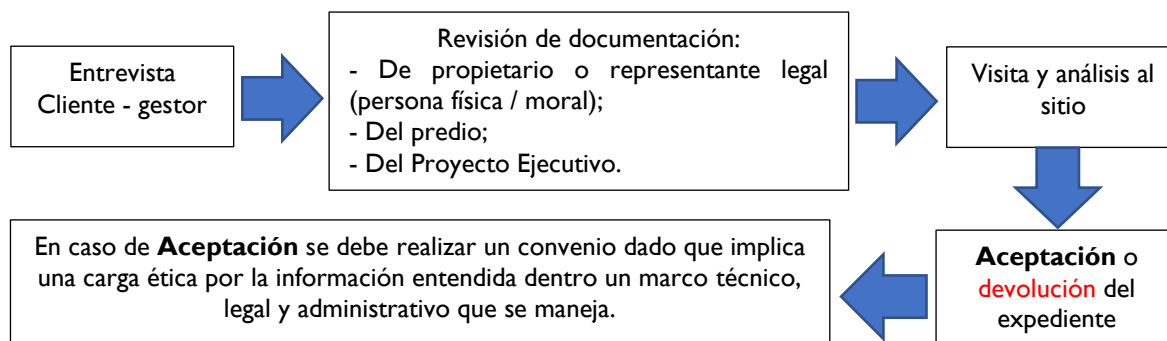 Entrevista
Cliente - gestor
Revisión de documentación:
- De propietario o representante legal
(persona física / moral);
- Del predio;
- Del Proyecto Ejecutivo.
Visita y análisis al
sitio
Aceptación o
devolución del
expediente
En caso de Aceptación se debe realizar un convenio dado que implica
una carga ética por la información entendida dentro un marco técnico,
legal y administrativo que se maneja.